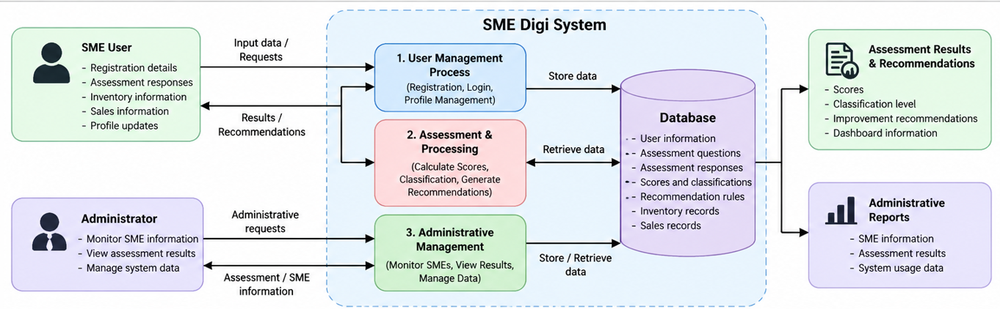 SME Digi System
SME User
- Registration details
- Assessment responses
- Inventory information
- Sales information
- Profile updates
Input data /
Requests
Results /
Recommendations
Administrator
- Monitor SME information
- View assessment results
- Manage system data
Administrative
requests
Assessment / SME
information
1. User Management
Process
(Registration, Login,
Profile Management)
2. Assessment &
Processing
(Calculate Scores,
Classification, Generate
Recommendations)
3. Administrative
Management
(Monitor SMEs, View Results,
Manage Data)
Store data
Retrieve data
Store / Retrieve
data
Database
- User information
- Assessment questions
- Assessment responses
- Scores and classifications
- Recommendation rules
- Inventory records
- Sales records
Assessment Results
& Recommendations
- Scores
- Classification level
- Improvement recommendations
- Dashboard information
Administrative
Reports
- SME information
- Assessment results
- System usage data